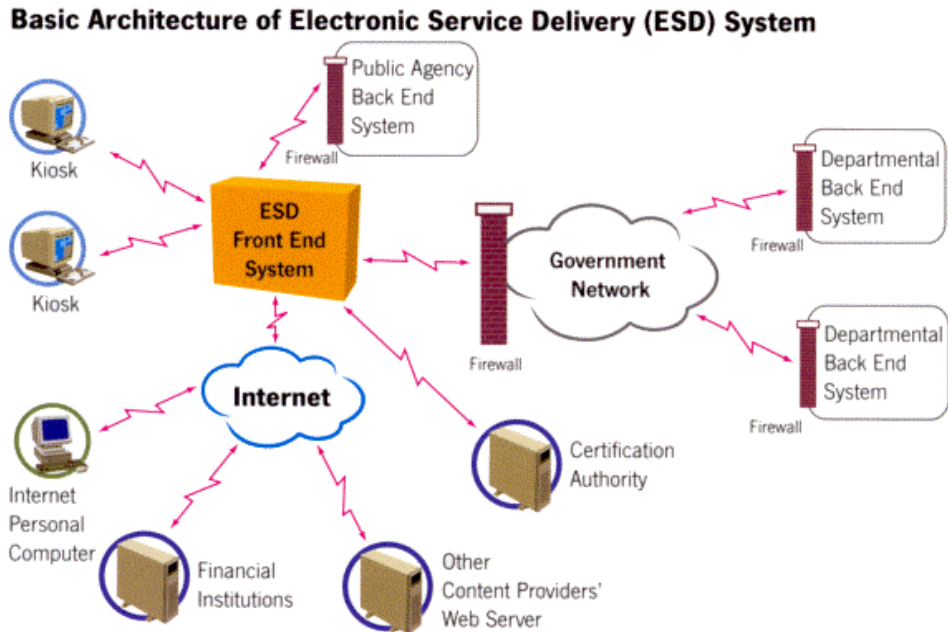 Basic Architecture of Electronic Service Delivery (ESD) System
Public Agency
Back End
System
Firewall
Kiosk
Kiosk
ESD
Front End
System
Firewall
Government
Network
Departmental
Back End
System
Firewall
Departmental
Back End
System
Firewall
Internet
Internet
Personal
Computer
Financial
Institutions
Other
Content Providers'
Web Server
Certification
Authority